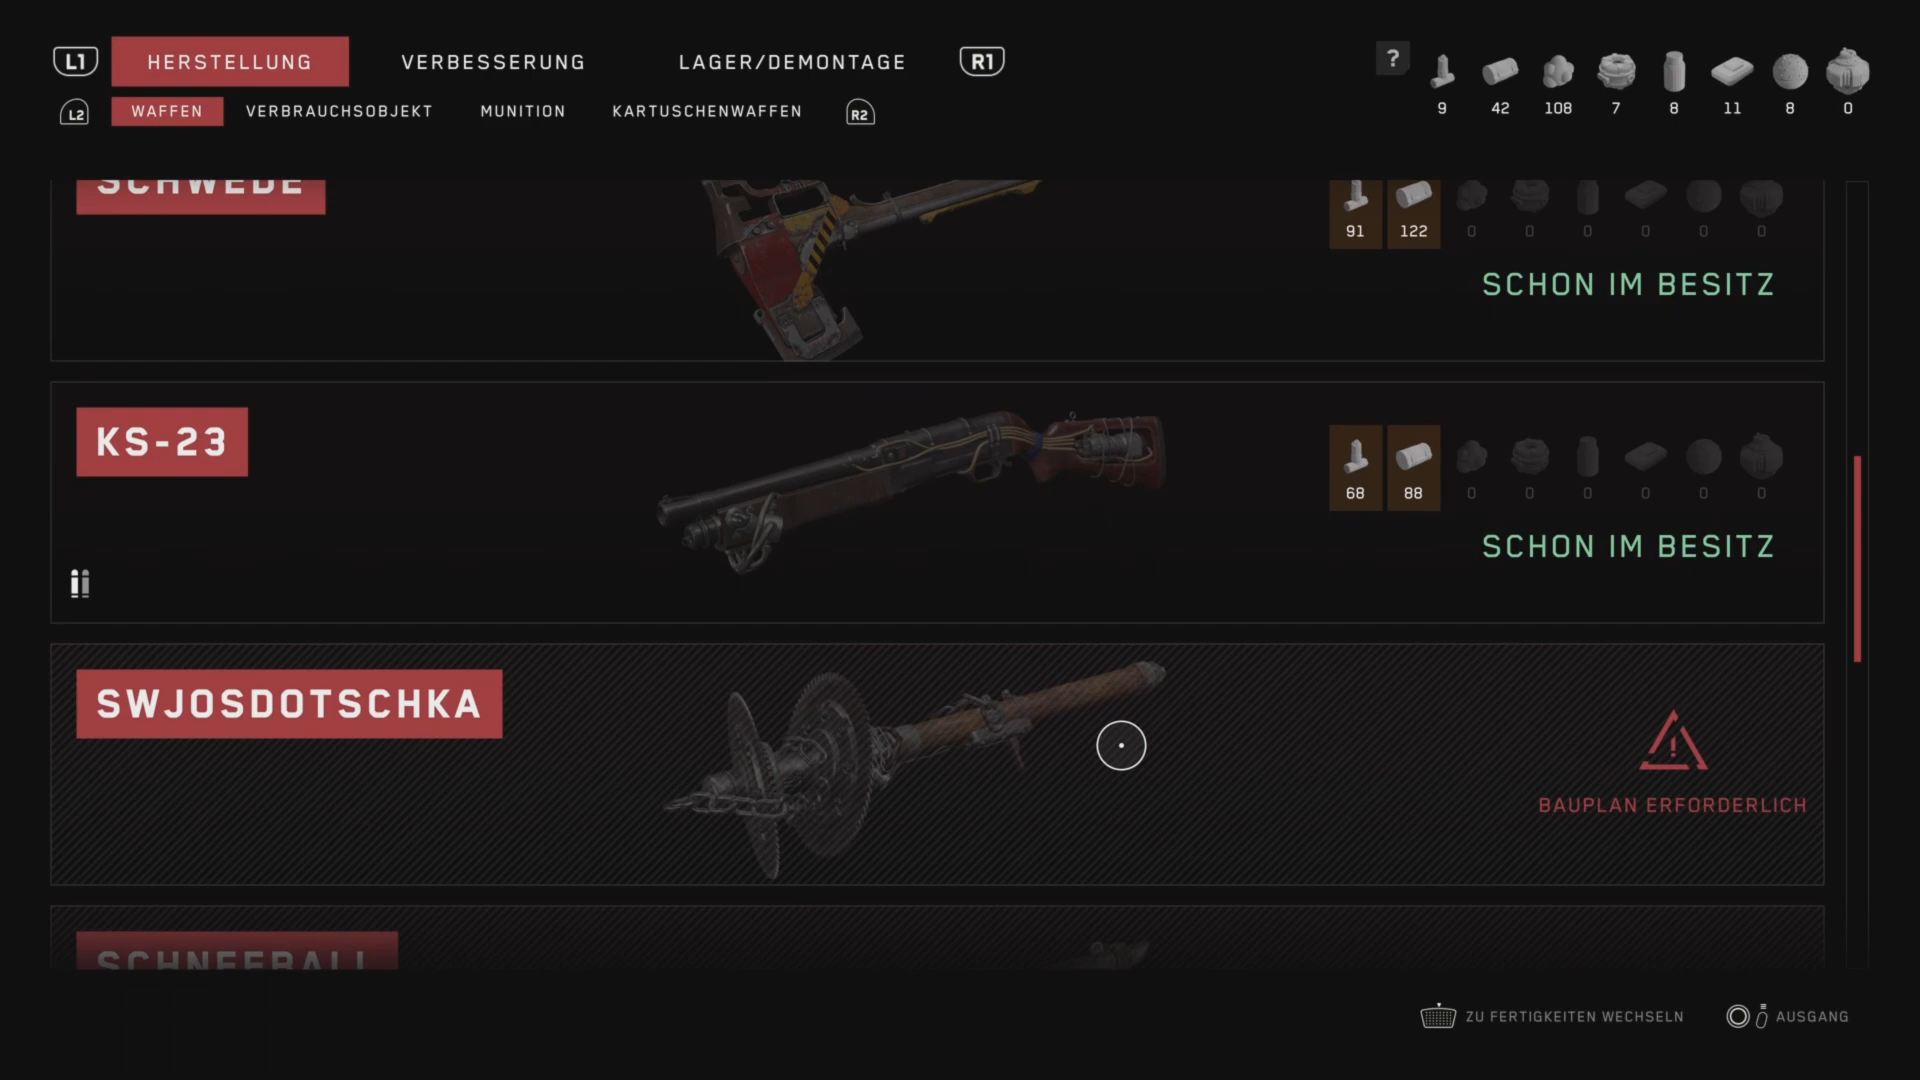 L1 HERSTELLUNG VERBESSERUNG LAGER/DEMONTAGE R1 ?
L2 WAFFEN VERBRAUCHSOBJEKT MUNITION KARTUSCHENWAFFEN R2
9 42 108 7 8 11 8 0
SCHWEDE
91 122 0 0 0 0 0 0
SCHON IM BESITZ
KS-23
68 88 0 0 0 0 0 0
SCHON IM BESITZ
SWJOSDOTSCHKA
BAUPLAN ERFORDERLICH
SCHNEEBALL
ZU FERTIGKEITEN WECHSELN AUSGANG